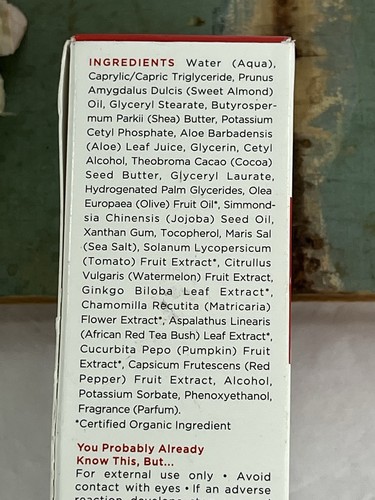 INGREDIENTS Water (Aqua),
Caprylic/Capric Triglyceride, Prunus
Amygdalus Dulcis (Sweet Almond)
Oil, Glyceryl Stearate, Butyrosper-
mum Parkii (Shea) Butter, Potassium
Cetyl Phosphate, Aloe Barbadensis
(Aloe) Leaf Juice, Glycerin, Cetyl
Alcohol, Theobroma Cacao (Cocoa)
Seed Butter, Glyceryl Laurate,
Hydrogenated Palm Glycerides, Olea
Europaea (Olive) Fruit Oil*, Simmond-
sia Chinensis (Jojoba) Seed Oil,
Xanthan Gum, Tocopherol, Maris Sal
(Sea Salt), Solanum Lycopersicum
(Tomato) Fruit Extract*, Citrullus
Vulgaris (Watermelon) Fruit Extract,
Ginkgo Biloba Leaf Extract*,
Chamomilla Recutita (Matricaria)
Flower Extract*, Aspalathus Linearis
(African Red Tea Bush) Leaf Extract*,
Cucurbita Pepo (Pumpkin) Fruit
Extract*, Capsicum Frutescens (Red
Pepper) Fruit Extract, Alcohol,
Potassium Sorbate, Phenoxyethanol,
Fragrance (Parfum).
*Certified Organic Ingredient
You Probably Already
Know This, But...
For external use only • Avoid
contact with eyes • If an adverse
reaction develops